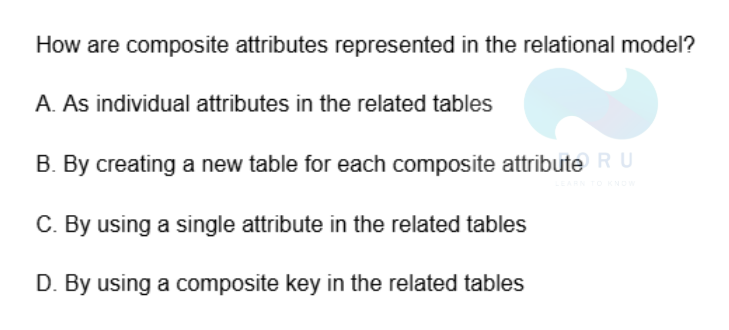 How are composite attributes represented in the relational model?
A. As individual attributes in the related tables
B. By creating a new table for each composite attribute
ORU
C. By using a single attribute in the related tables
D. By using a composite key in the related tables